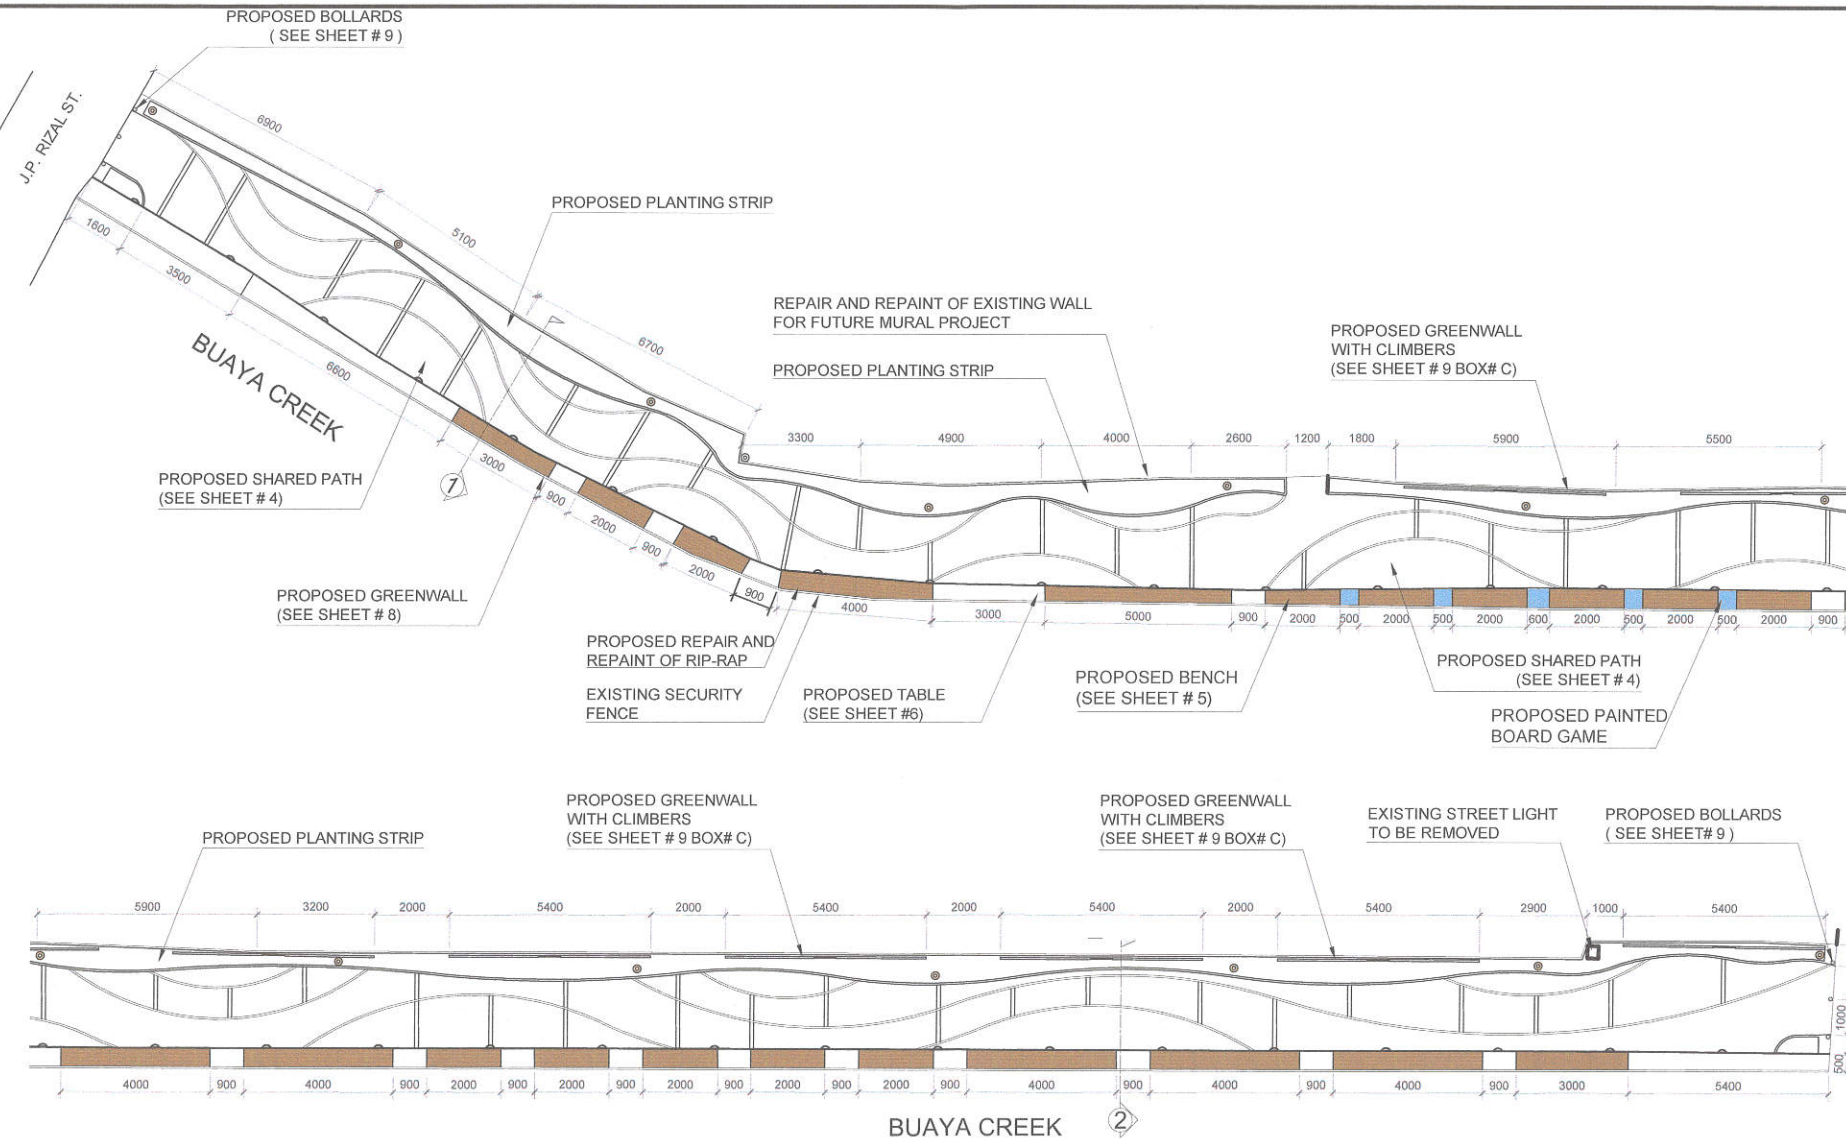 PROPOSED BOLLARDS
( SEE SHEET # 9 )
J.P. RIZAL ST.
6900
5100
6700
PROPOSED PLANTING STRIP
1600
3500
6600
3000
900
2000
900
2000
900
BUAYA CREEK
REPAIR AND REPAINT OF EXISTING WALL
FOR FUTURE MURAL PROJECT
PROPOSED PLANTING STRIP
PROPOSED GREENWALL
WITH CLIMBERS
(SEE SHEET # 9 BOX# C)
3300 4900 4000 2600 1200 1800 5900 5500
PROPOSED SHARED PATH
(SEE SHEET # 4)
1
PROPOSED GREENWALL
(SEE SHEET # 8)
4000 3000 5000 900 2000 500 2000 500 2000 600 2000 500 2000 500 2000 900
PROPOSED REPAIR AND
REPAINT OF RIP-RAP
EXISTING SECURITY
FENCE
PROPOSED TABLE
(SEE SHEET #6)
PROPOSED BENCH
(SEE SHEET # 5)
PROPOSED SHARED PATH
(SEE SHEET # 4)
PROPOSED PAINTED
BOARD GAME
PROPOSED PLANTING STRIP
PROPOSED GREENWALL
WITH CLIMBERS
(SEE SHEET # 9 BOX# C)
PROPOSED GREENWALL
WITH CLIMBERS
(SEE SHEET # 9 BOX# C)
EXISTING STREET LIGHT
TO BE REMOVED
PROPOSED BOLLARDS
( SEE SHEET# 9 )
5900 3200 2000 5400 2000 5400 2000 5400 2000 5400 2900 1000 5400
1000
500
4000 900 4000 900 2000 900 2000 900 2000 900 2000 900 2000 900 4000 900 4000 900 4000 900 3000 5400
BUAYA CREEK
2